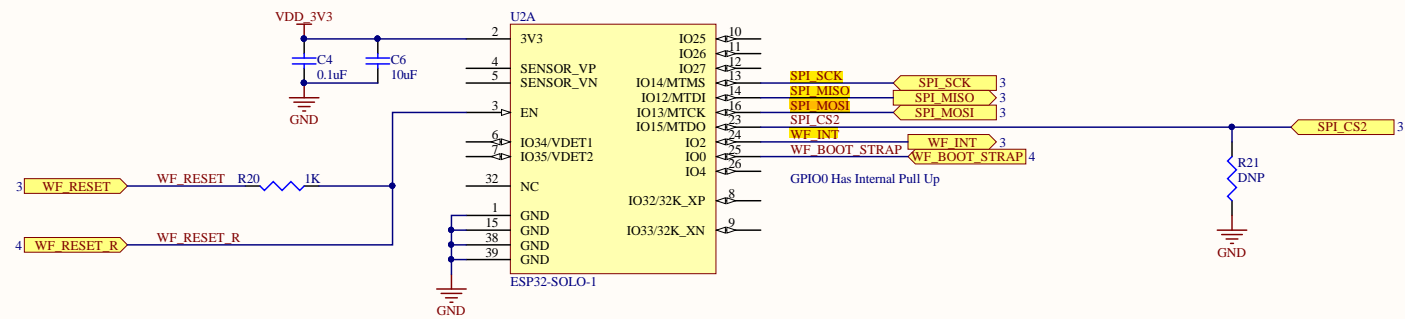 VDD_3V3
C4
0.1uF
C6
10uF
GND
U2A
2 3V3
4 SENSOR_VP
5 SENSOR_VN
3 EN
6 IO34/VDET1
7 IO35/VDET2
32 NC
1 GND
15 GND
38 GND
39 GND
GND
IO25 10
IO26 11
IO27 12
IO14/MTMS 13 SPI_SCK SPI_SCK 3
IO12/MTDI 14 SPI_MISO SPI_MISO 3
IO13/MTCK 16 SPI_MOSI SPI_MOSI 3
IO15/MTDO 23 SPI_CS2 SPI_CS2 3
IO2 24 WF_INT WF_INT 3
IO0 25 WF_BOOT_STRAP WF_BOOT_STRAP 4
IO4 26
GPIO0 Has Internal Pull Up
IO32/32K_XP 8
IO33/32K_XN 9
ESP32-SOLO-1
3 WF_RESET WF_RESET R20 1K
4 WF_RESET_R WF_RESET_R
R21
DNP
GND